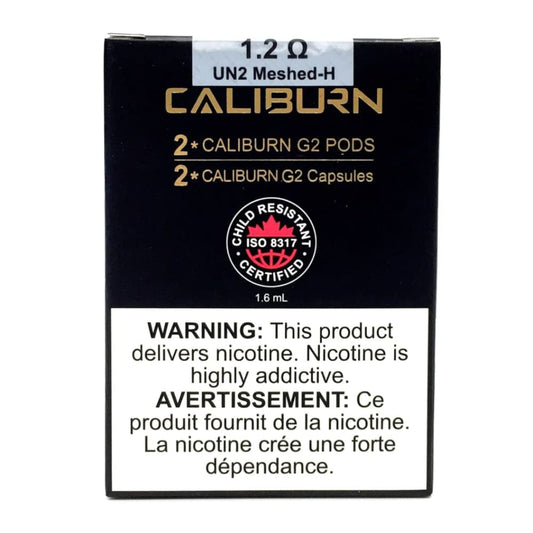 1.2 Ω
UN2 Meshed-H
CALIBURN
2* CALIBURN G2 PODS
2* CALIBURN G2 Capsules
CHILD RESISTANT
ISO 8317
CERTIFIED
1.6 mL
WARNING: This product
delivers nicotine. Nicotine is
highly addictive.
AVERTISSEMENT: Ce
produit fournit de la nicotine.
La nicotine crée une forte
dépendance.